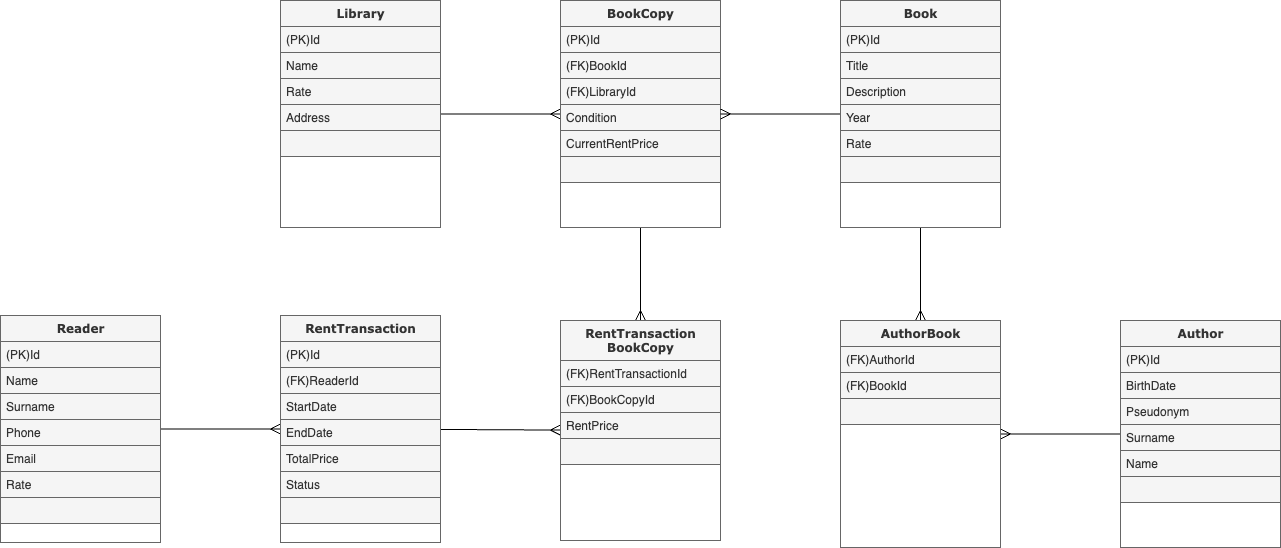 Library
(PK)Id
Name
Rate
Address
BookCopy
(PK)Id
(FK)BookId
(FK)LibraryId
Condition
CurrentRentPrice
Book
(PK)Id
Title
Description
Year
Rate
Reader
(PK)Id
Name
Surname
Phone
Email
Rate
RentTransaction
(PK)Id
(FK)ReaderId
StartDate
EndDate
TotalPrice
Status
RentTransaction
BookCopy
(FK)RentTransactionId
(FK)BookCopyId
RentPrice
AuthorBook
(FK)AuthorId
(FK)BookId
Author
(PK)Id
BirthDate
Pseudonym
Surname
Name